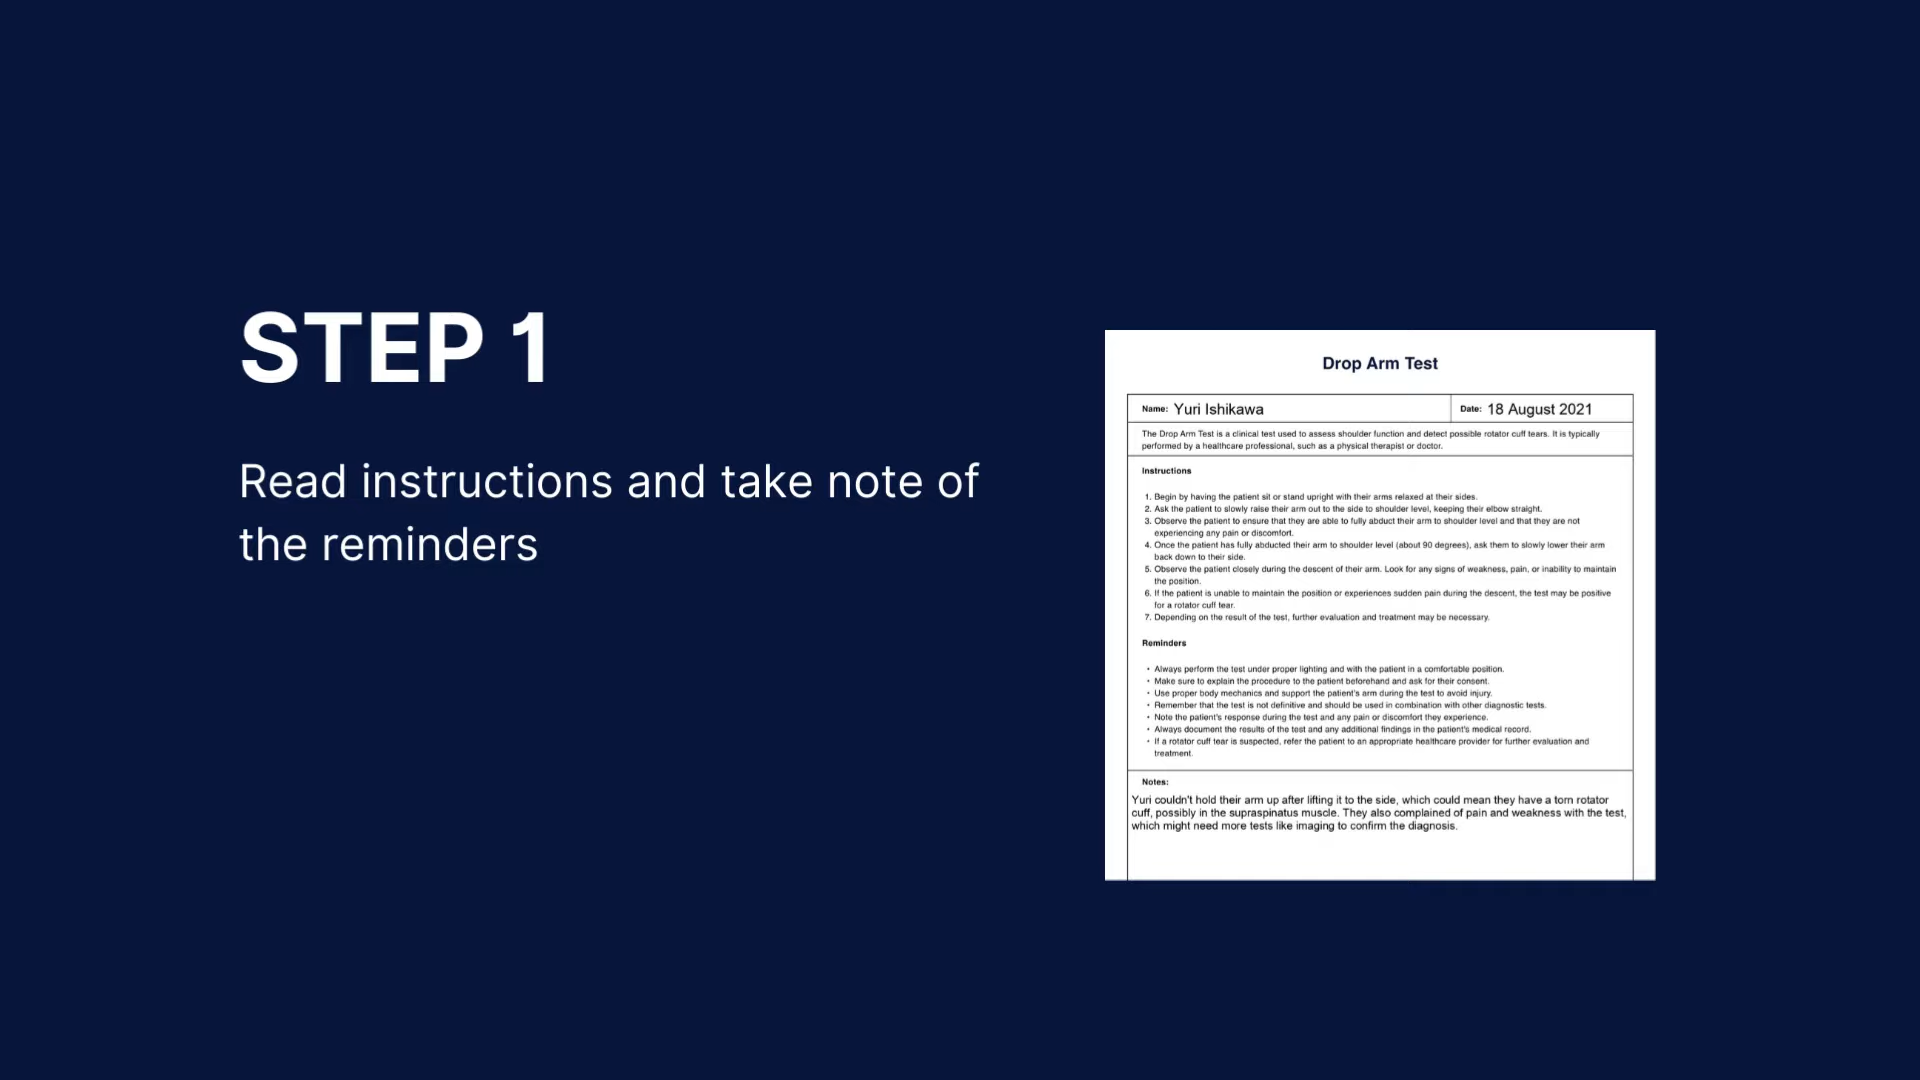 STEP 1
Read instructions and take note of
the reminders
Drop Arm Test
Name: Yuri Ishikawa
Date: 18 August 2021
The Drop Arm Test is a clinical test used to assess shoulder function and detect possible rotator cuff tears. It is typically
performed by a healthcare professional, such as a physical therapist or doctor.
Instructions
1. Begin by having the patient sit or stand upright with their arms relaxed at their sides.
2. Ask the patient to slowly raise their arm out to the side to shoulder level, keeping their elbow straight.
3. Observe the patient to ensure that they are able to fully abduct their arm to shoulder level and that they are not
experiencing any pain or discomfort.
4. Once the patient has fully abducted their arm to shoulder level (about 90 degrees), ask them to slowly lower their arm
back down to their side.
5. Observe the patient closely during the descent of their arm. Look for any signs of weakness, pain, or inability to maintain
the position.
6. If the patient is unable to maintain the position or experiences sudden pain during the descent, the test may be positive
for a rotator cuff tear.
7. Depending on the result of the test, further evaluation and treatment may be necessary.
Reminders
• Always perform the test under proper lighting and with the patient in a comfortable position.
• Make sure to explain the procedure to the patient beforehand and ask for their consent.
• Use proper body mechanics and support the patient's arm during the test to avoid injury.
• Remember that the test is not definitive and should be used in combination with other diagnostic tests.
• Note the patient's response during the test and any pain or discomfort they experience.
• Always document the results of the test and any additional findings in the patient's medical record.
• If a rotator cuff tear is suspected, refer the patient to an appropriate healthcare provider for further evaluation and
treatment.
Notes:
Yuri couldn't hold their arm up after lifting it to the side, which could mean they have a torn rotator
cuff, possibly in the supraspinatus muscle. They also complained of pain and weakness with the test,
which might need more tests like imaging to confirm the diagnosis.